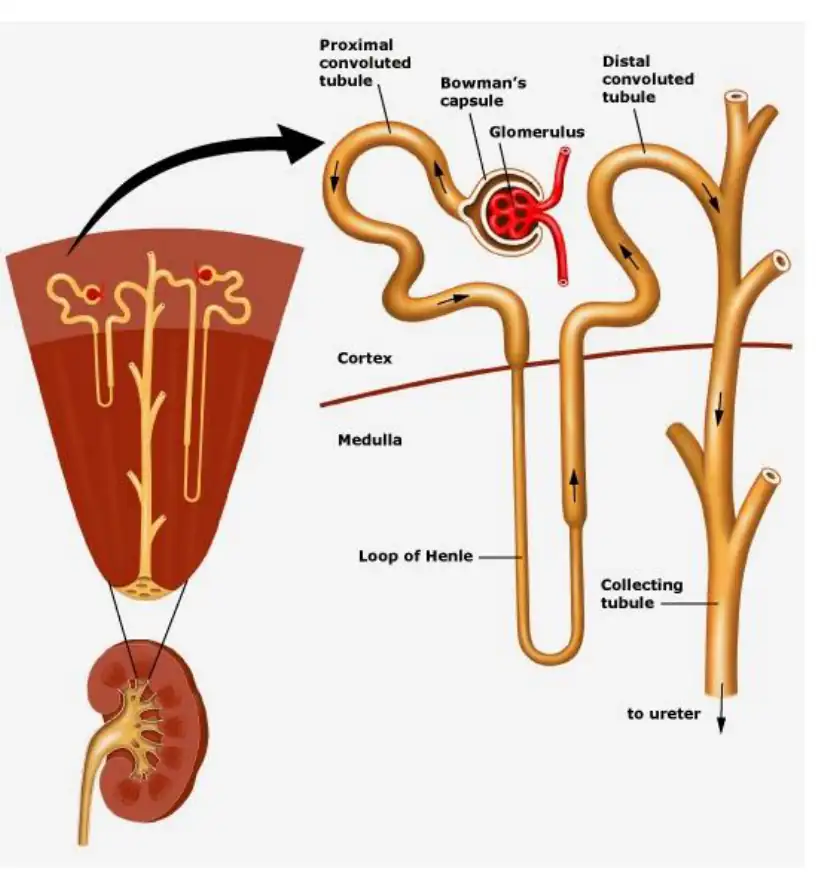 Proximal
convoluted
tubule
Bowman's
capsule
Glomerulus
Distal
convoluted
tubule
Cortex
Medulla
Loop of Henle
Collecting
tubule
to ureter